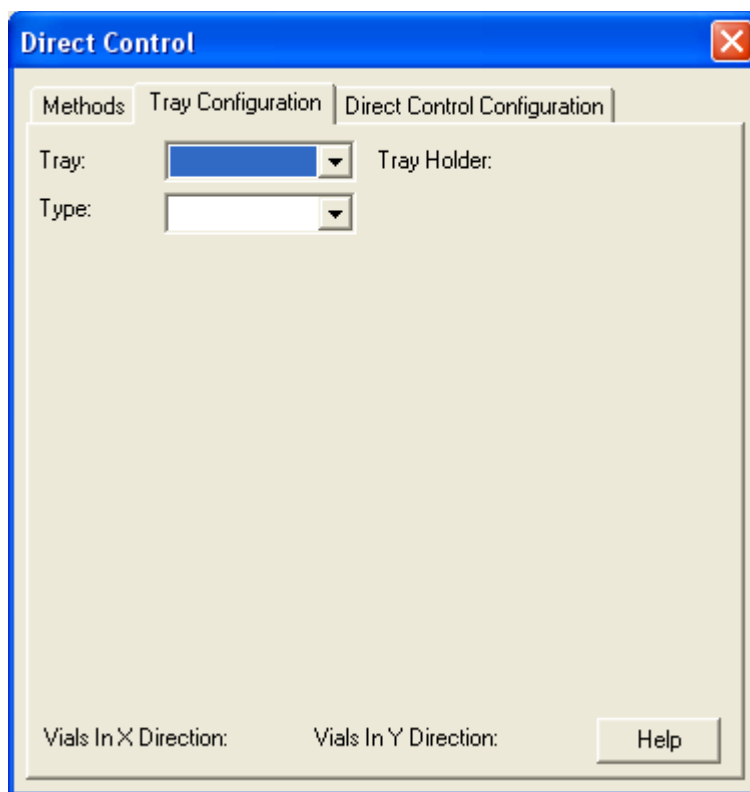 Direct Control
Methods Tray Configuration Direct Control Configuration
Tray: Tray Holder:
Type:
Vials In X Direction: Vials In Y Direction: Help